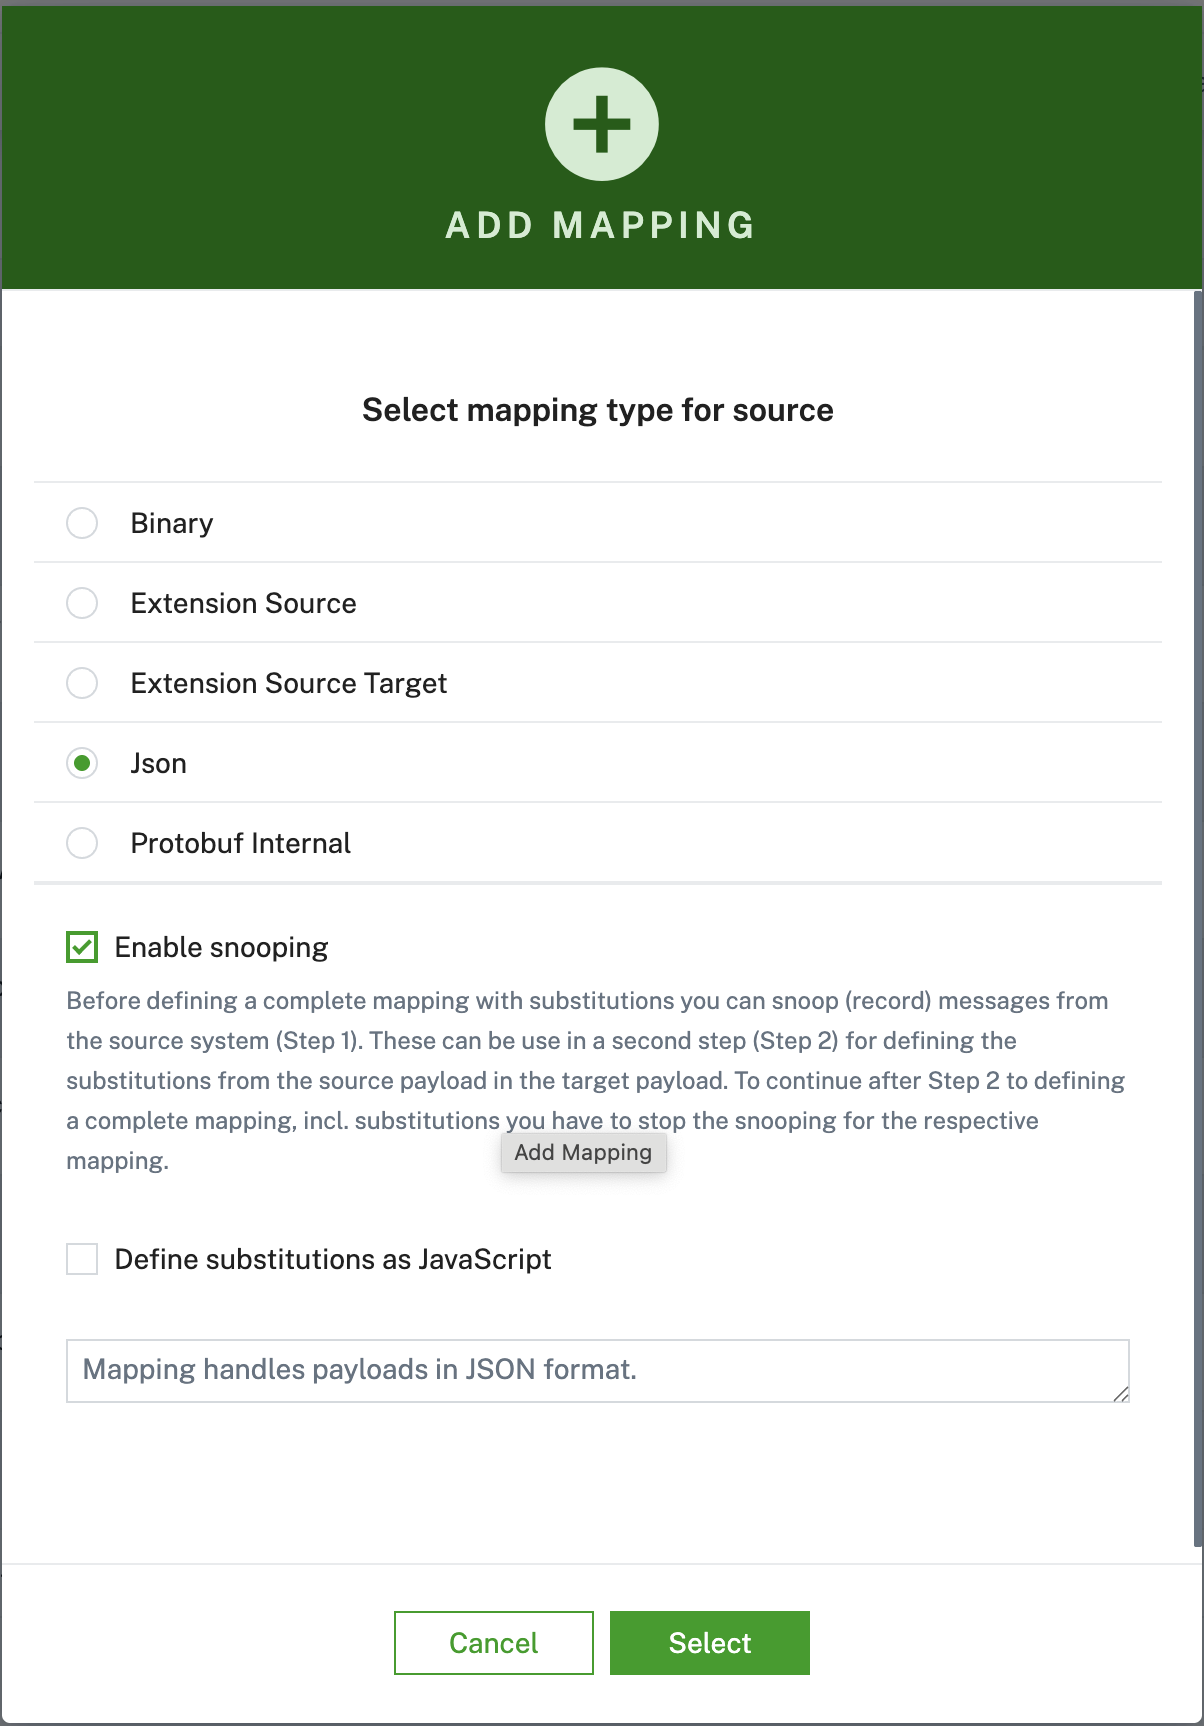 ADD MAPPING
Select mapping type for source
Binary
Extension Source
Extension Source Target
Json
Protobuf Internal
Enable snooping
Before defining a complete mapping with substitutions you can snoop (record) messages from
the source system (Step 1). These can be use in a second step (Step 2) for defining the
substitutions from the source payload in the target payload. To continue after Step 2 to defining
a complete mapping, incl. substitutions you have to stop the snooping for the respective
mapping.
Add Mapping
Define substitutions as JavaScript
Mapping handles payloads in JSON format.
Cancel
Select